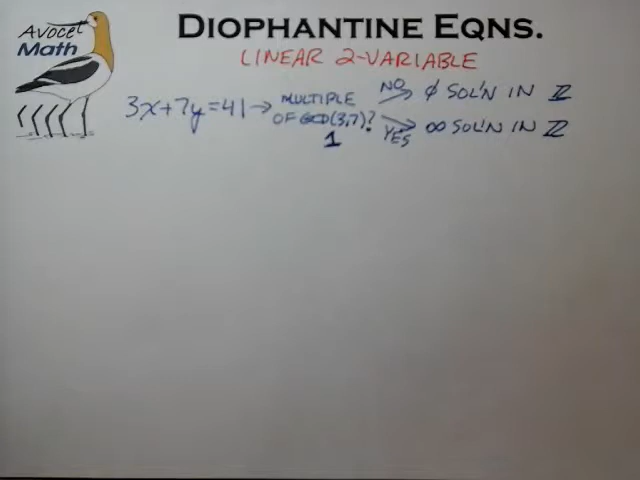 Avocet
Math
DIOPHANTINE EQNS.
LINEAR 2-VARIABLE
3x+7y=41→ MULTIPLE
OF GCD(3,7)?
1
NO
∅ SOL'N IN ℤ
YES
∞ SOL'N IN ℤ